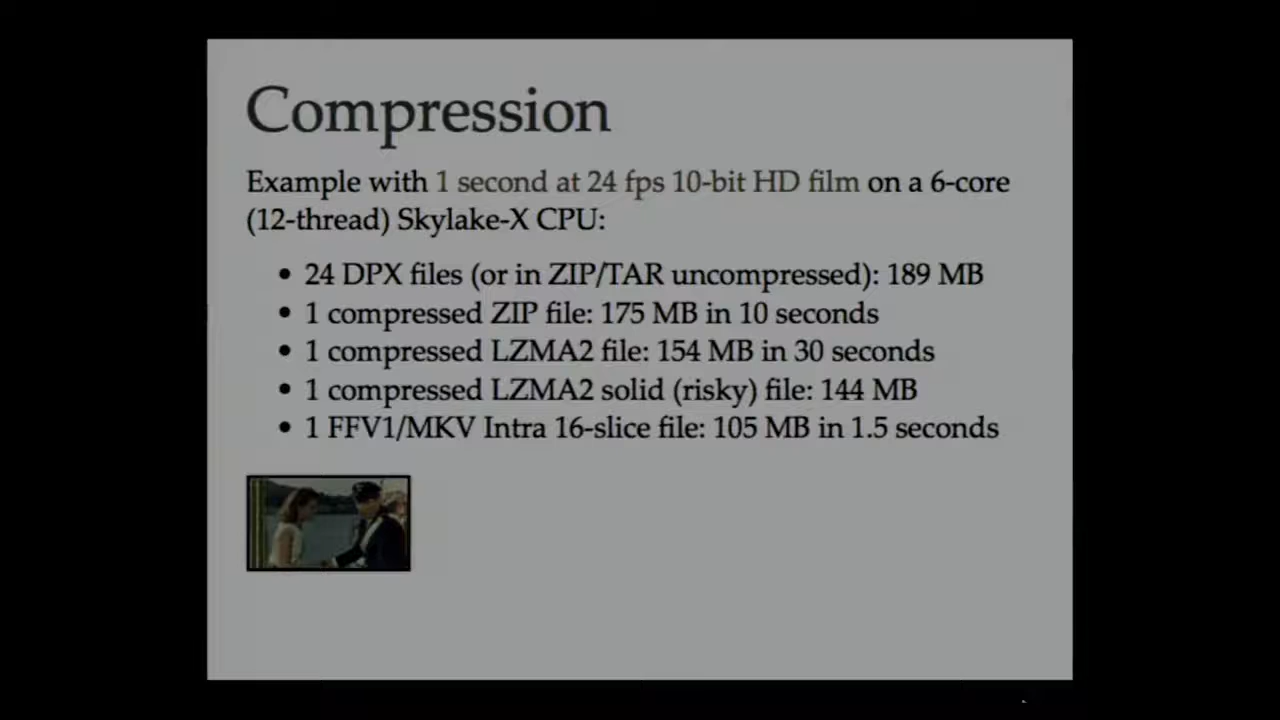 Compression
Example with 1 second at 24 fps 10-bit HD film on a 6-core
(12-thread) Skylake-X CPU:
• 24 DPX files (or in ZIP/TAR uncompressed): 189 MB
• 1 compressed ZIP file: 175 MB in 10 seconds
• 1 compressed LZMA2 file: 154 MB in 30 seconds
• 1 compressed LZMA2 solid (risky) file: 144 MB
• 1 FFV1/MKV Intra 16-slice file: 105 MB in 1.5 seconds